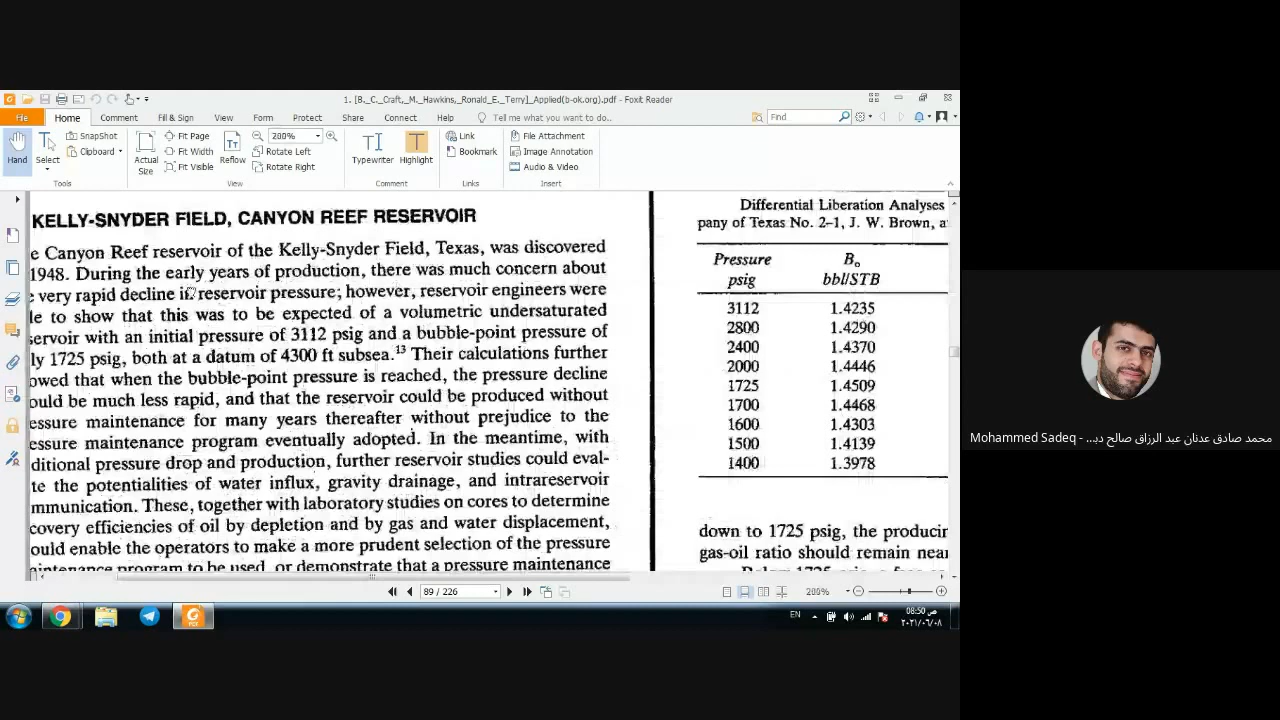 1. [B._C._Craft,_M._Hawkins,_Ronald_E._Terry]_Applied(b-ok.org).pdf - Foxit Reader
File Home Comment Fill & Sign View Form Protect Share Connect Help Tell me what you want to do.. Find
Hand Select SnapShot Clipboard Actual Size Fit Page Fit Width Fit Visible Reflow 200% Rotate Left Rotate Right Typewriter Highlight Link Bookmark File Attachment Image Annotation Audio & Video
Tools View Comment Links Insert
KELLY-SNYDER FIELD, CANYON REEF RESERVOIR
e Canyon Reef reservoir of the Kelly-Snyder Field, Texas, was discovered
1948. During the early years of production, there was much concern about
very rapid decline in reservoir pressure; however, reservoir engineers were
le to show that this was to be expected of a volumetric undersaturated
servoir with an initial pressure of 3112 psig and a bubble-point pressure of
ly 1725 psig, both at a datum of 4300 ft subsea.13 Their calculations further
owed that when the bubble-point pressure is reached, the pressure decline
ould be much less rapid, and that the reservoir could be produced without
essure maintenance for many years thereafter without prejudice to the
essure maintenance program eventually adopted. In the meantime, with
ditional pressure drop and production, further reservoir studies could eval-
te the potentialities of water influx, gravity drainage, and intrareservoir
mmunication. These, together with laboratory studies on cores to determine
covery efficiencies of oil by depletion and by gas and water displacement,
ould enable the operators to make a more prudent selection of the pressure
aintenance program to be used, or demonstrate that a pressure maintenance
Differential Liberation Analyses
pany of Texas No. 2–1, J. W. Brown, a
Pressure Bo
psig bbl/STB
3112 1.4235
2800 1.4290
2400 1.4370
2000 1.4446
1725 1.4509
1700 1.4468
1600 1.4303
1500 1.4139
1400 1.3978
down to 1725 psig, the producin
gas-oil ratio should remain near
89 / 226 200%
EN 08:50 ص
٢٠٢١/٠٦/٠٨
Mohammed Sadeq - محمد صادق عدنان عبد الرزاق صالح دب...